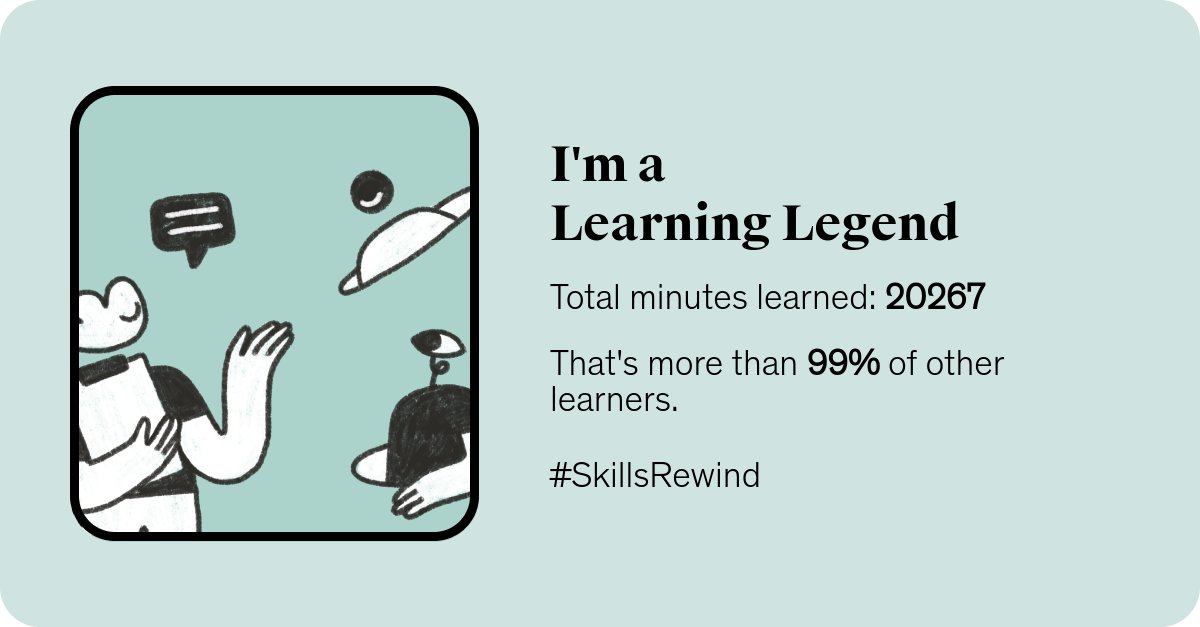 I'm a
Learning Legend
Total minutes learned: 20267
That's more than 99% of other
learners.
#SkillsRewind